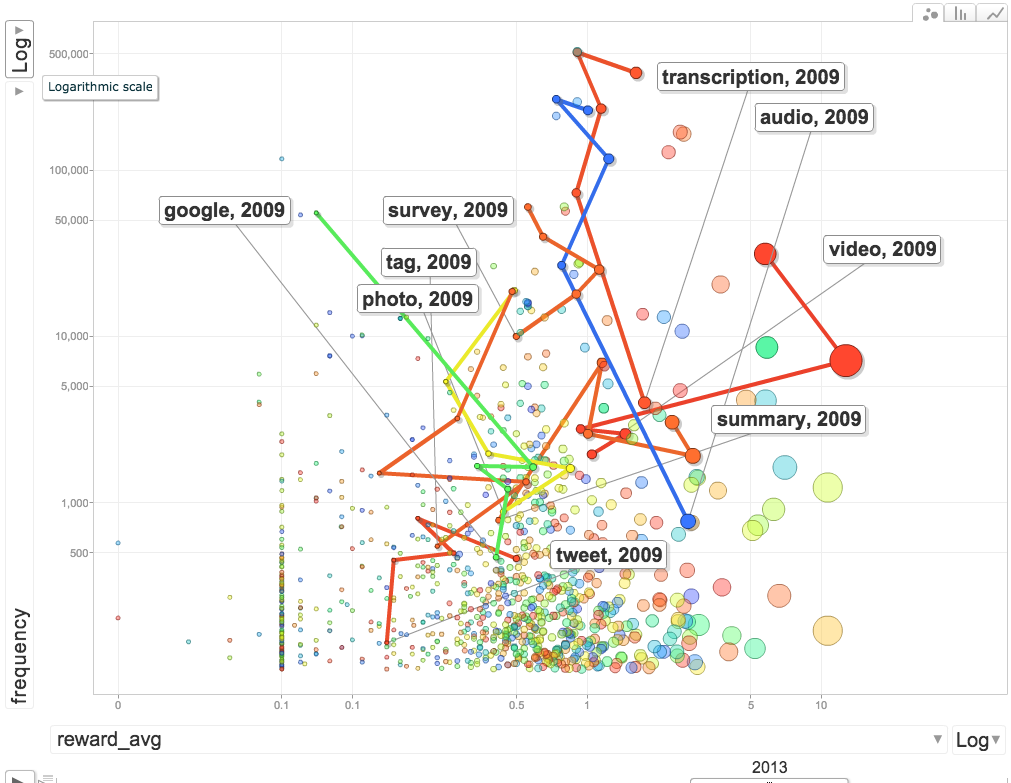 Log
500,000
Logarithmic scale
transcription, 2009
audio, 2009
100,000
50,000
google, 2009
survey, 2009
tag, 2009
video, 2009
photo, 2009
10,000
5,000
summary, 2009
1,000
500
tweet, 2009
frequency
0
0.1
0.1
0.5
1
5
10
reward_avg
Log
2013